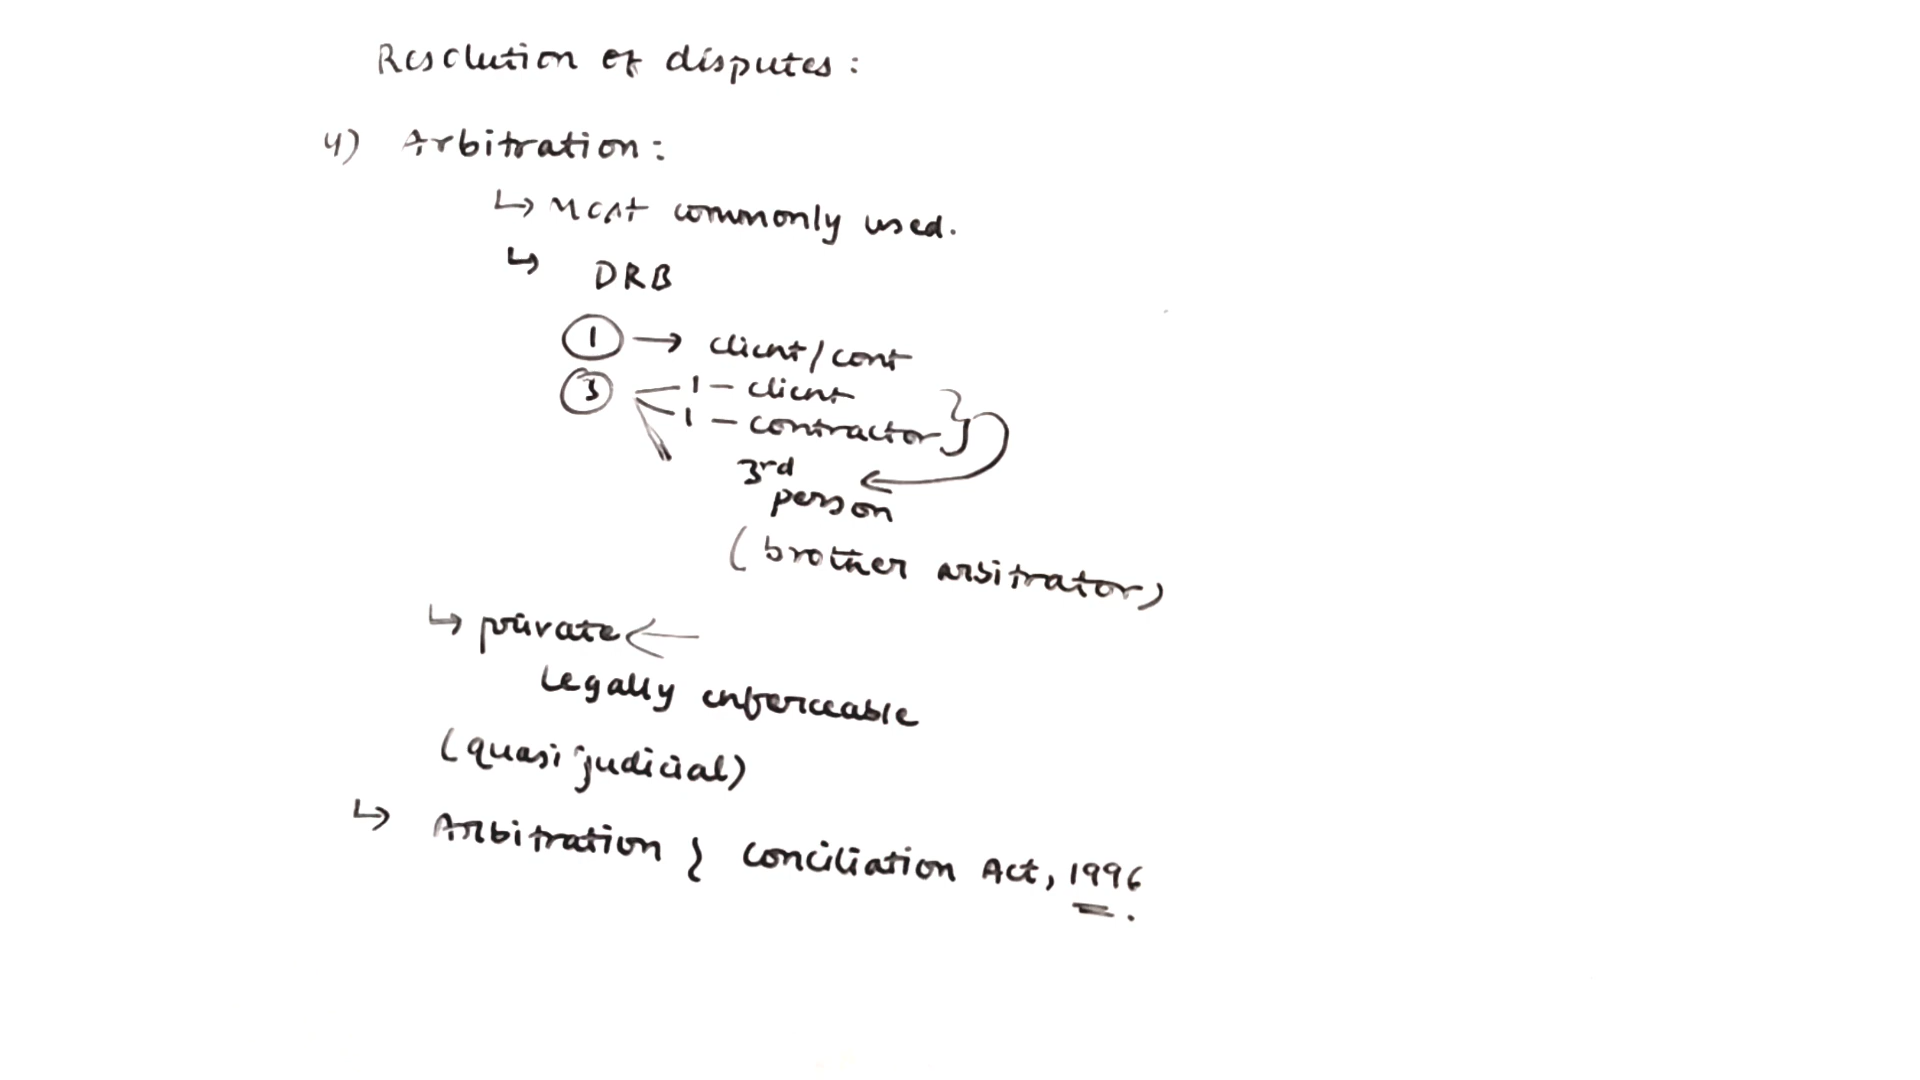 Resolution of disputes :
4) Arbitration :
↳ Most commonly used.
↳ DRB
① → client/cont
③ 1 - client
1 - contractor }
3rd
person
(brother arbitrator)
↳ private ←
Legally enforceable
(quasi judicial)
↳ Arbitration & Conciliation Act, 1996.